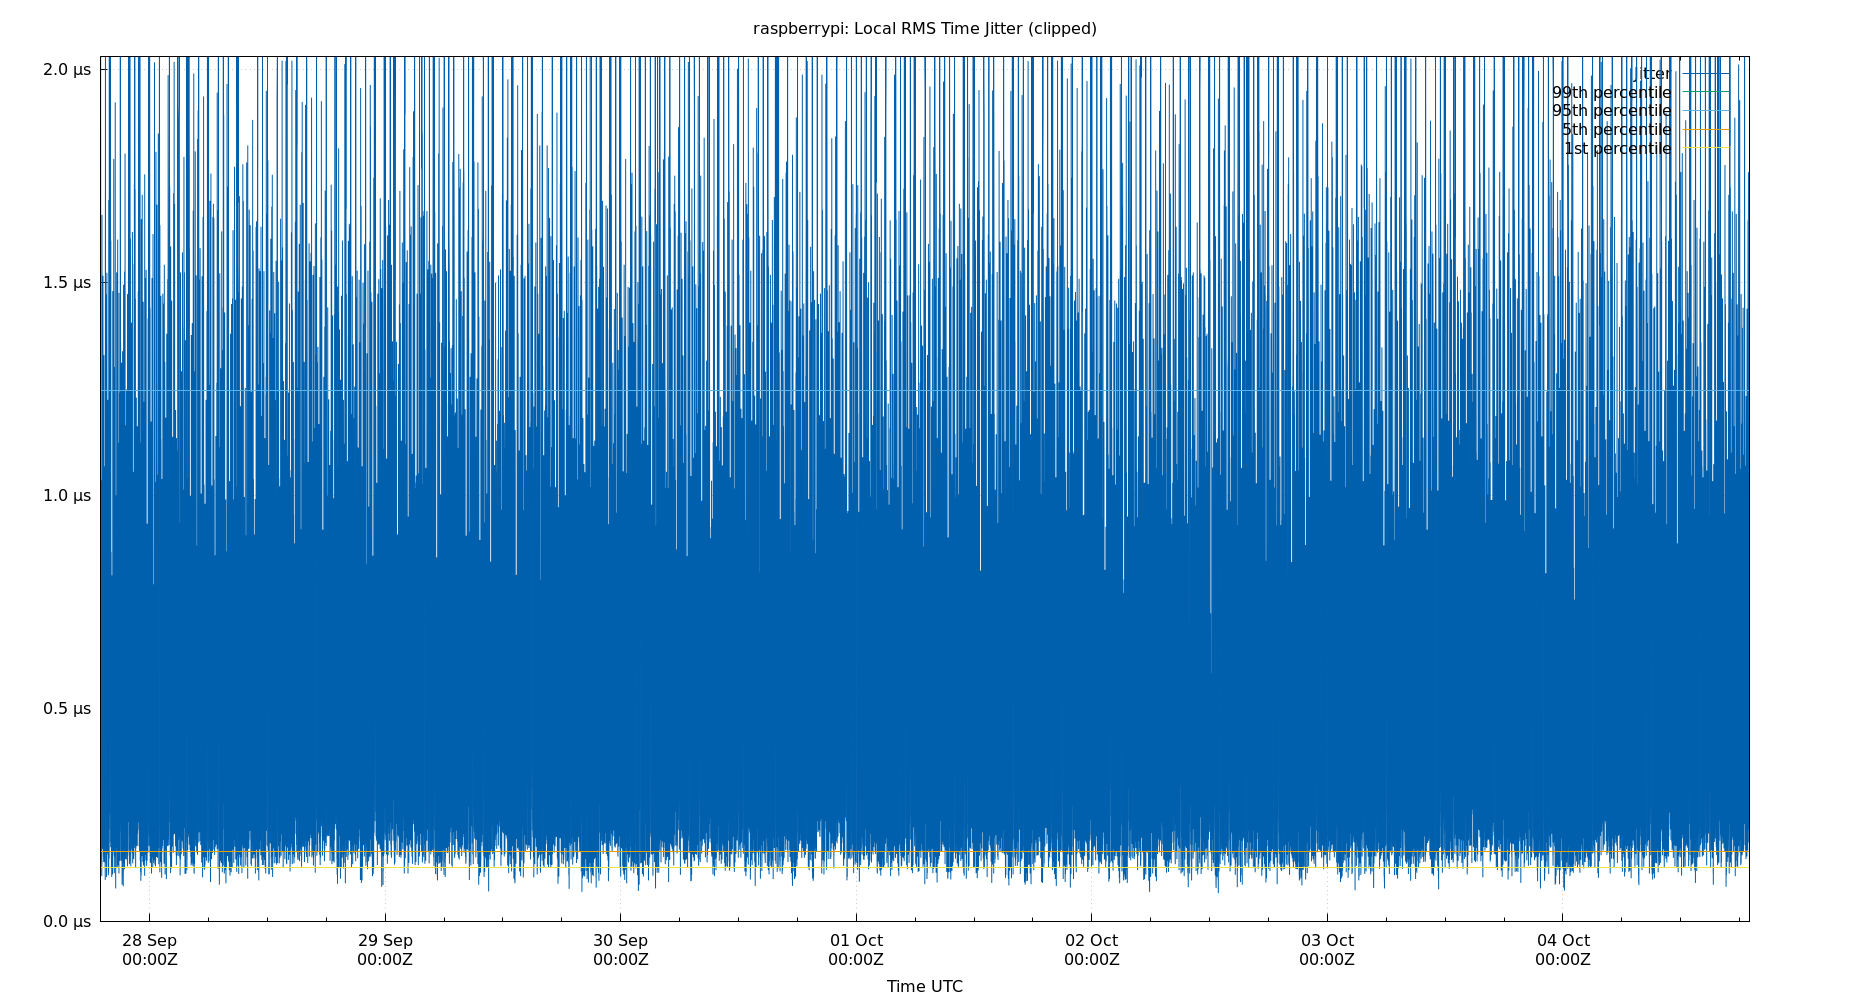 raspberrypi: Local RMS Time Jitter (clipped)
2.0 µs
1.5 µs
1.0 µs
0.5 µs
0.0 µs
jitter
99th percentile
95th percentile
5th percentile
1st percentile
28 Sep 29 Sep 30 Sep 01 Oct 02 Oct 03 Oct 04 Oct
00:00Z 00:00Z 00:00Z 00:00Z 00:00Z 00:00Z 00:00Z
Time UTC